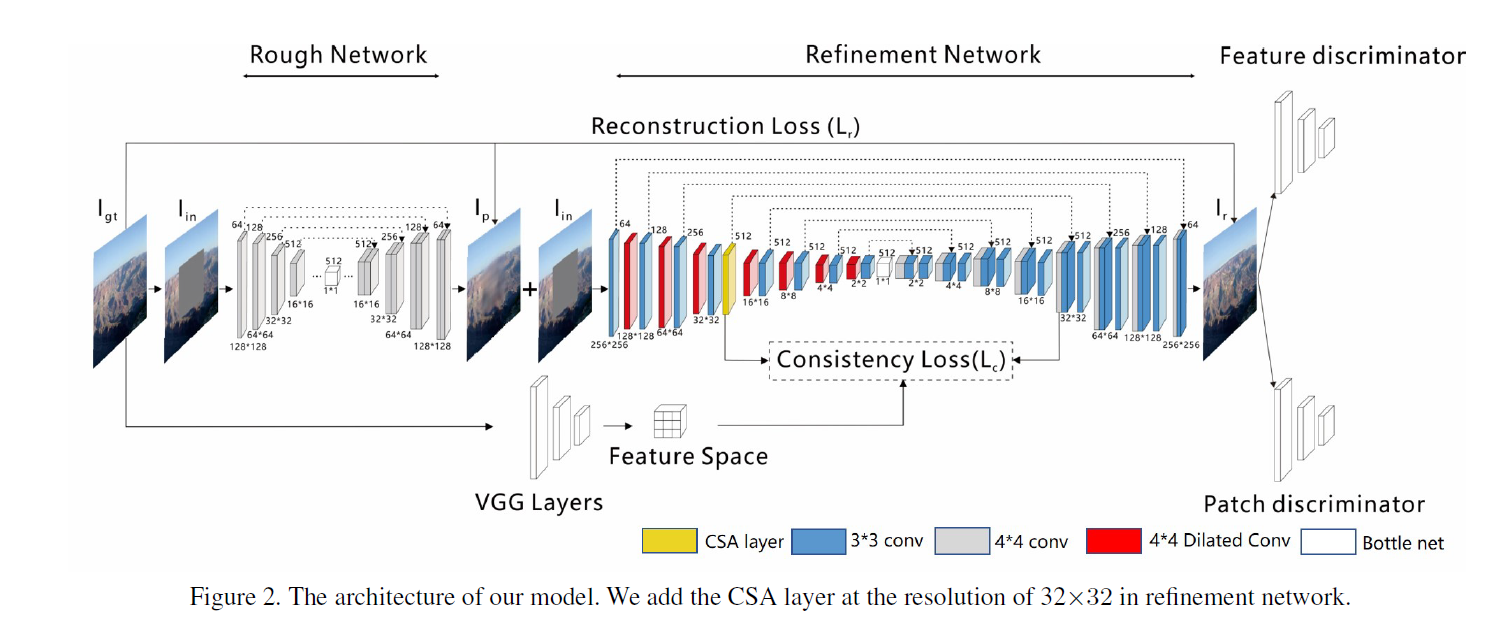 Rough Network
Refinement Network
Feature discriminator
Reconstruction Loss (Lr)
Igt
Iin
Ip
Iin
Ir
64 128 256 512 512 512 256 128 64
128*128 64*64 32*32 16*16 1*1 16*16 32*32 64*64 128*128
... ...
+
64 128 256 512 512 512 512 512 512 512 512 512 512 512 256 128 64
256*256 128*128 64*64 32*32 16*16 8*8 4*4 2*2 1*1 2*2 4*4 8*8 16*16 32*32 64*64 128*128 256*256
Consistency Loss(Lc)
Feature Space
VGG Layers
Patch discriminator
CSA layer
3*3 conv
4*4 conv
4*4 Dilated Conv
Bottle net
Figure 2. The architecture of our model. We add the CSA layer at the resolution of 32×32 in refinement network.